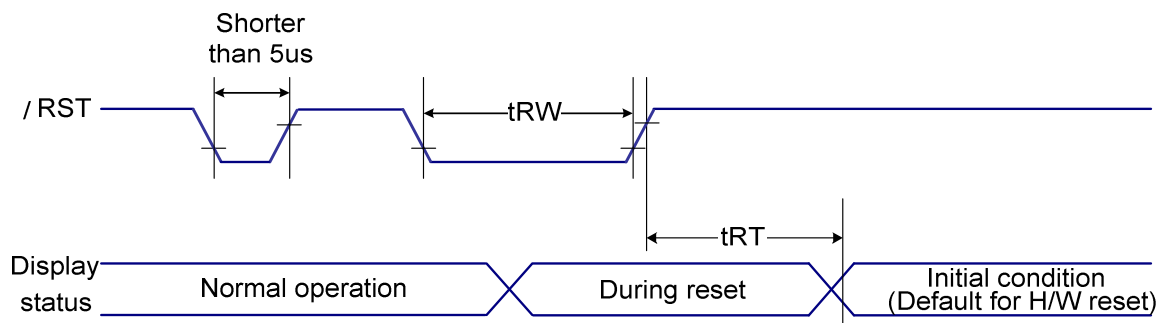 Shorter
than 5us
/ RST
tRW
tRT
Display
status
Normal operation
During reset
Initial condition
(Default for H/W reset)